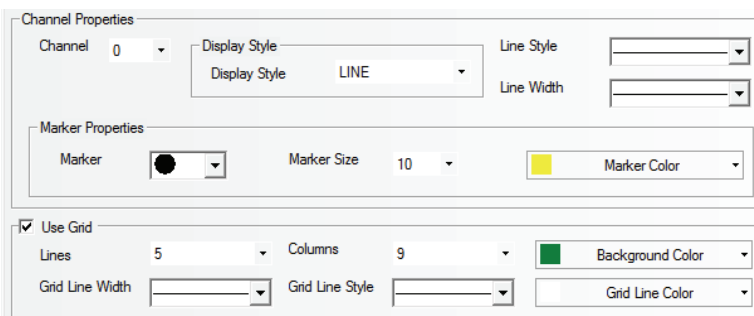 Channel Properties
Channel 0 Display Style Line Style
Display Style LINE
Line Width
Marker Properties
Marker Marker Size 10 Marker Color
Use Grid
Lines 5 Columns 9 Background Color
Grid Line Width Grid Line Style Grid Line Color